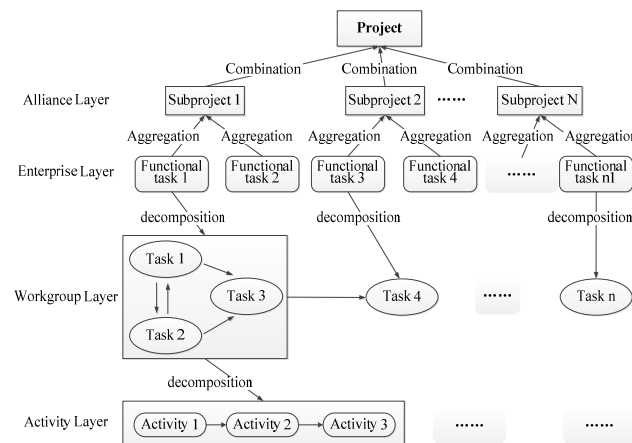 Project
Combination Combination Combination
Alliance Layer Subproject 1 Subproject 2 ...... Subproject N
Aggregation Aggregation Aggregation Aggregation Aggregation Aggregation
Enterprise Layer Functional task 1 Functional task 2 Functional task 3 Functional task 4 ...... Functional task n1
decomposition decomposition decomposition
Task 1
Workgroup Layer Task 3 Task 4 ...... Task n
Task 2
decomposition
Activity Layer Activity 1 Activity 2 Activity 3 ...... ......